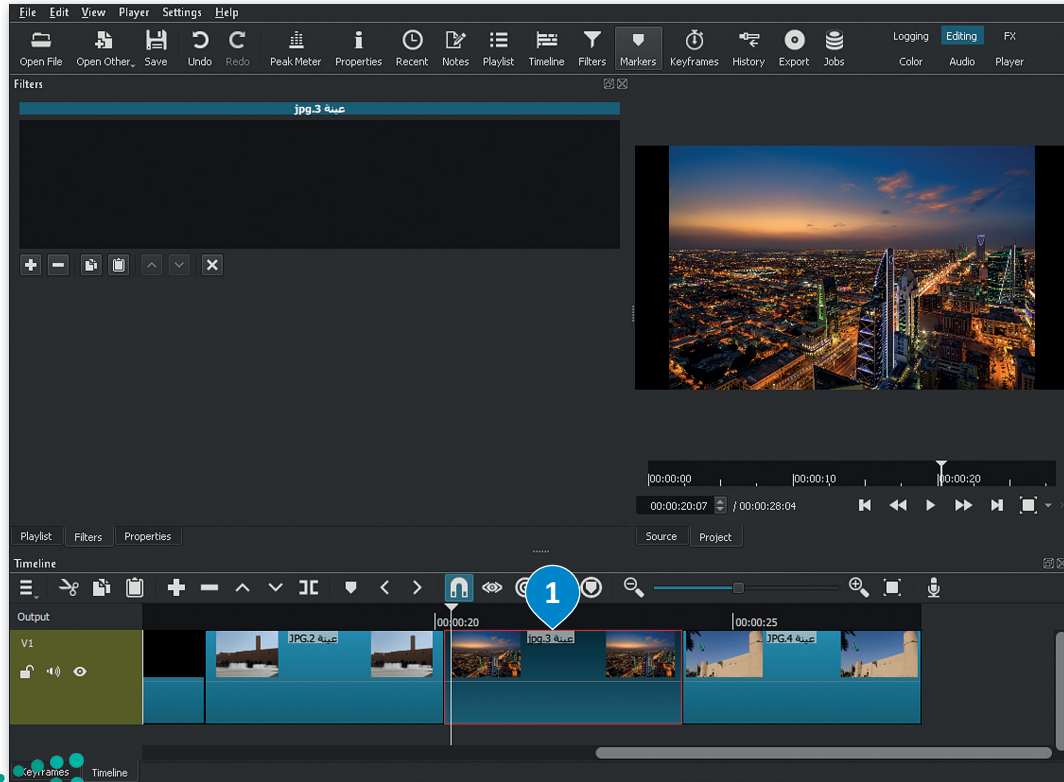 File Edit View Player Settings Help
Open File Open Other Save Undo Redo Peak Meter Properties Recent Notes Playlist Timeline Filters Markers Keyframes History Export Jobs
Logging Editing FX
Color Audio Player
Filters
عينة 3.jpg
|00:00:00 |00:00:10 |00:00:20
00:00:20:07 / 00:00:28:04
Playlist Filters Properties
Source Project
Timeline
1
Output
|00:00:20 |00:00:25
V1
عينة 2.JPG
عينة 3.jpg
عينة 4.JPG
Keyframes Timeline